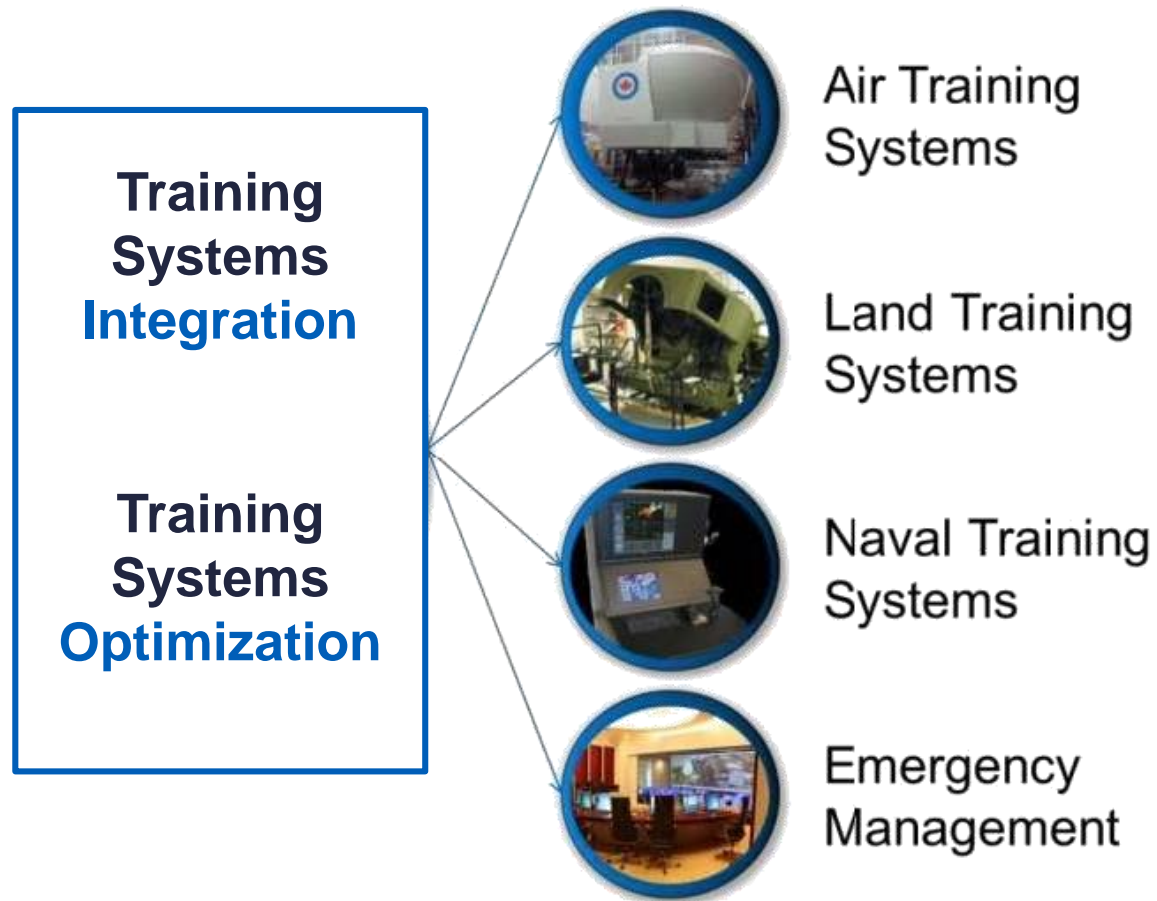 Training
Systems
Integration
Training
Systems
Optimization
Air Training
Systems
Land Training
Systems
Naval Training
Systems
Emergency
Management